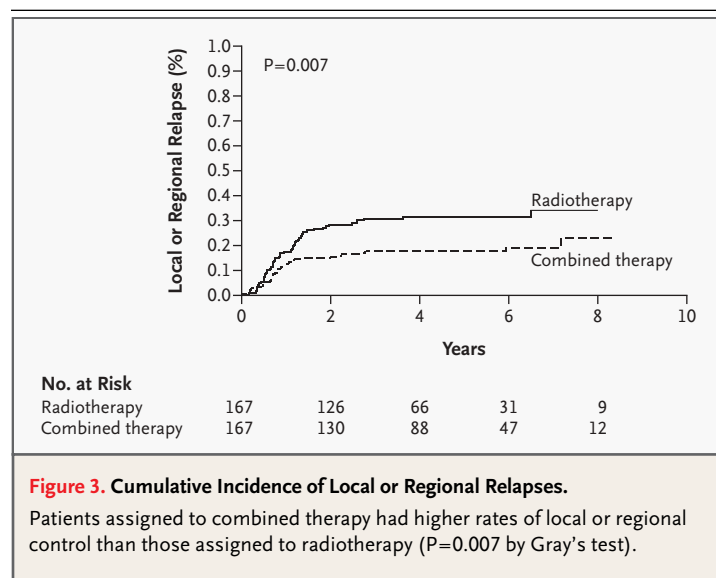 Local or Regional Relapse (%)
1.0
0.9
0.8
0.7
0.6
0.5
0.4
0.3
0.2
0.1
0.0
P=0.007
Radiotherapy
Combined therapy
0 2 4 6 8 10
Years
No. at Risk
Radiotherapy 167 126 66 31 9
Combined therapy 167 130 88 47 12
Figure 3. Cumulative Incidence of Local or Regional Relapses.
Patients assigned to combined therapy had higher rates of local or regional
control than those assigned to radiotherapy (P=0.007 by Gray's test).